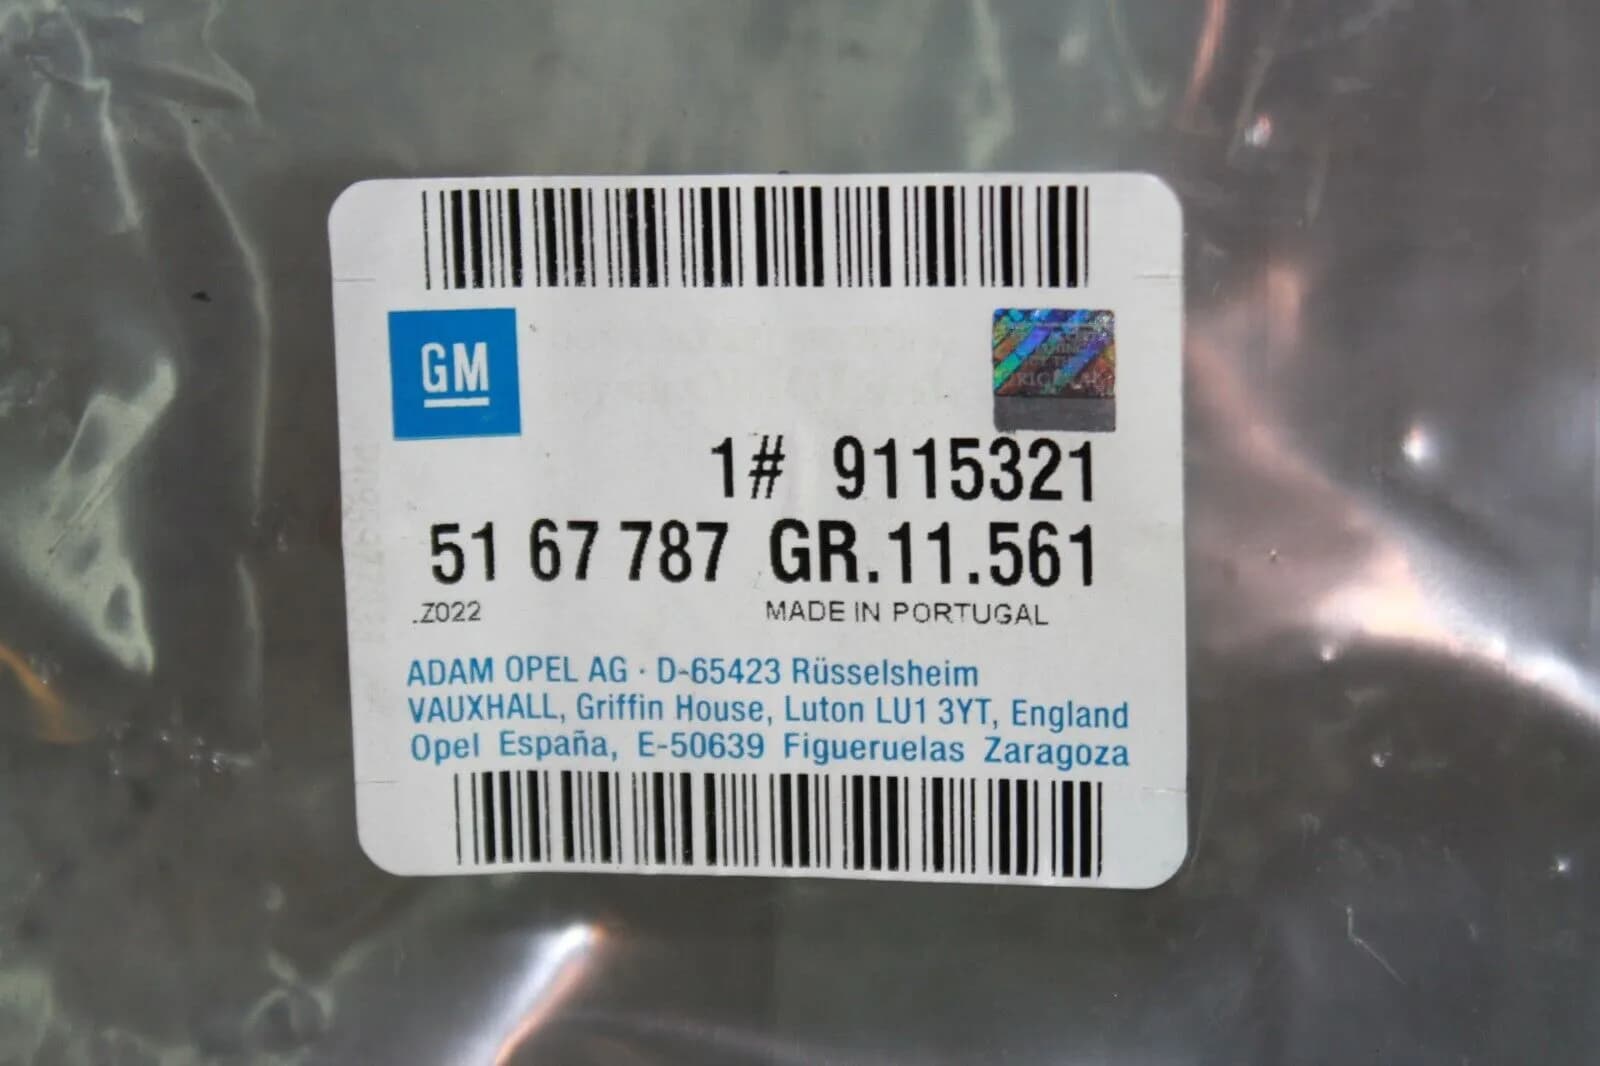 GM
ORIGINAL
1# 9115321
51 67 787 GR.11.561
.Z022 MADE IN PORTUGAL
ADAM OPEL AG · D-65423 Rüsselsheim
VAUXHALL, Griffin House, Luton LU1 3YT, England
Opel España, E-50639 Figueruelas Zaragoza